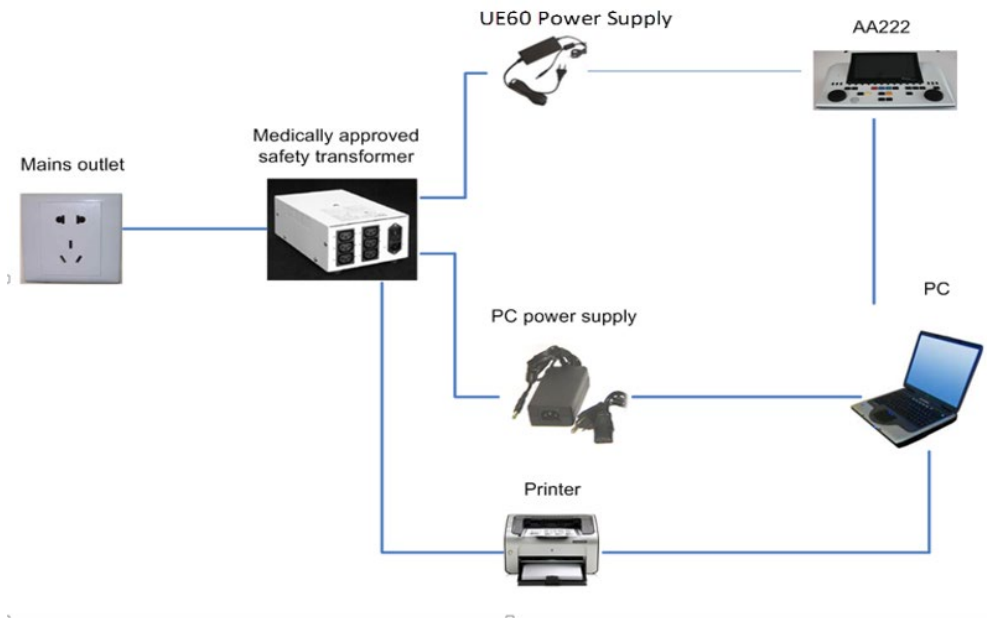 UE60 Power Supply
AA222
Medically approved
safety transformer
Mains outlet
PC
PC power supply
Printer